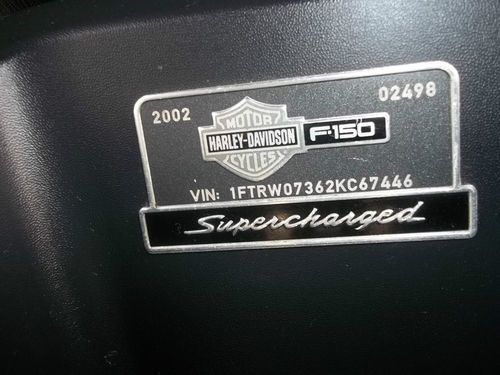 2002 02498
MOTOR
HARLEY-DAVIDSON F-150
CYCLES
VIN: 1FTRW07362KC67446
Supercharged